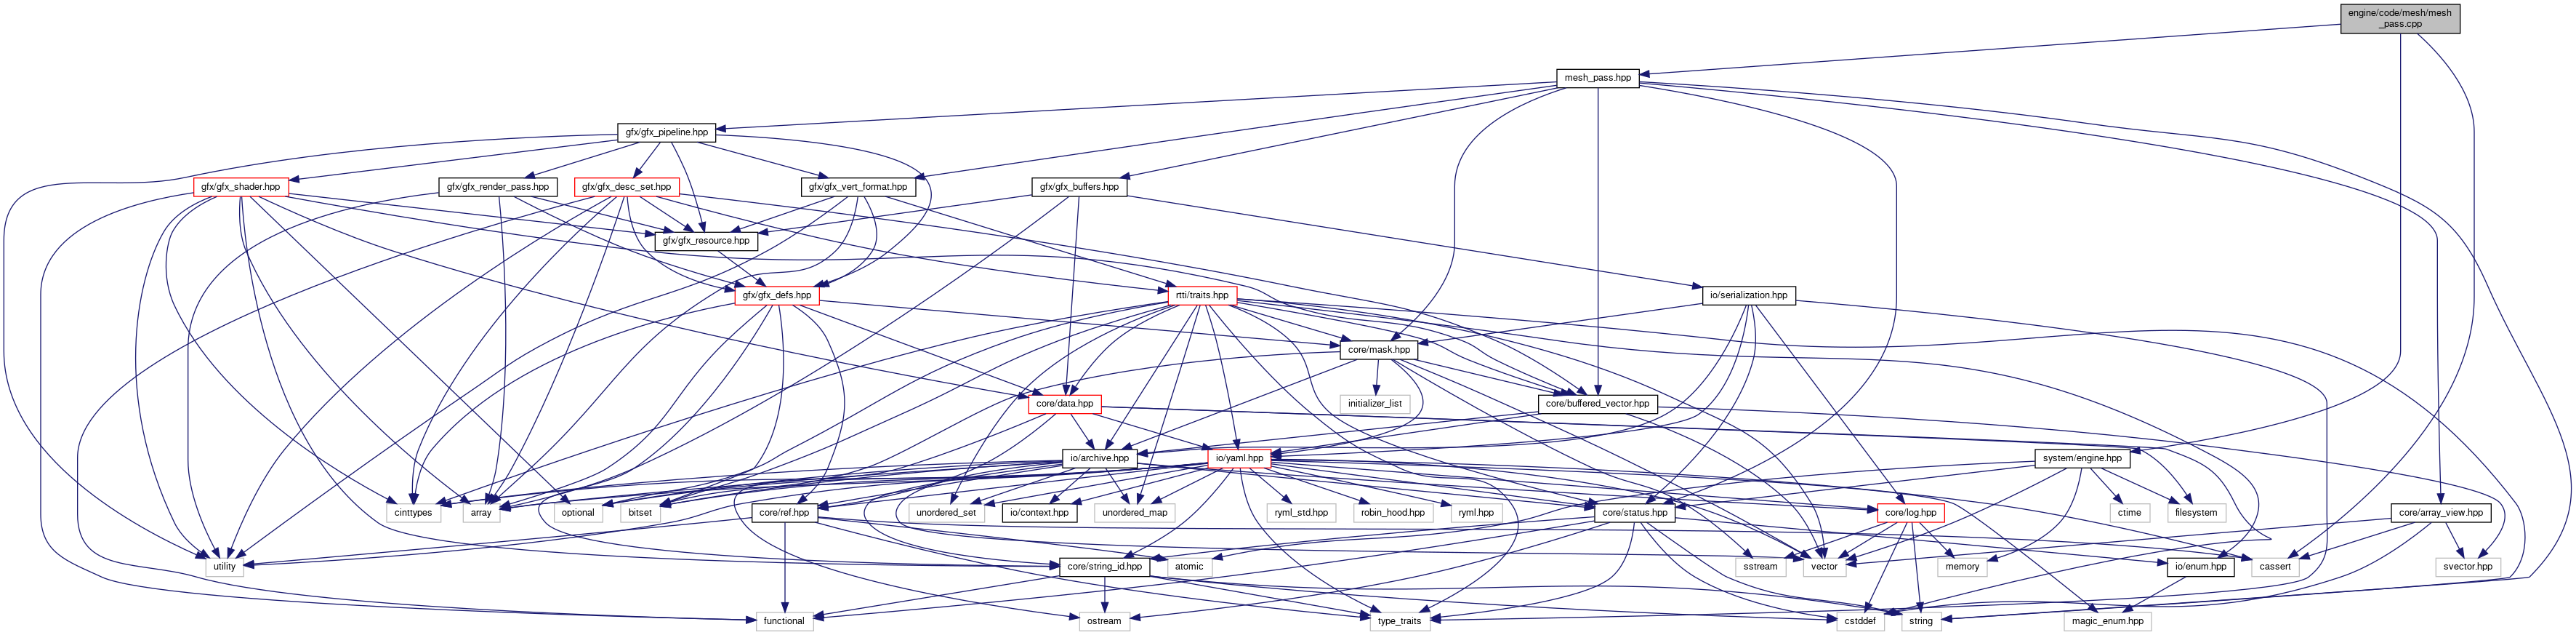 engine/code/mesh/mesh
_pass.cpp
mesh_pass.hpp
gfx/gfx_pipeline.hpp
gfx/gfx_shader.hpp
gfx/gfx_render_pass.hpp
gfx/gfx_desc_set.hpp
gfx/gfx_vert_format.hpp
gfx/gfx_buffers.hpp
gfx/gfx_resource.hpp
gfx/gfx_defs.hpp
rtti/traits.hpp
io/serialization.hpp
core/mask.hpp
core/data.hpp
initializer_list
core/buffered_vector.hpp
io/archive.hpp
io/yaml.hpp
system/engine.hpp
cinttypes
array
optional
bitset
core/ref.hpp
unordered_set
io/context.hpp
unordered_map
ryml_std.hpp
robin_hood.hpp
ryml.hpp
core/status.hpp
core/log.hpp
ctime
filesystem
core/array_view.hpp
utility
core/string_id.hpp
atomic
sstream
vector
memory
io/enum.hpp
cassert
svector.hpp
functional
ostream
type_traits
cstddef
string
magic_enum.hpp